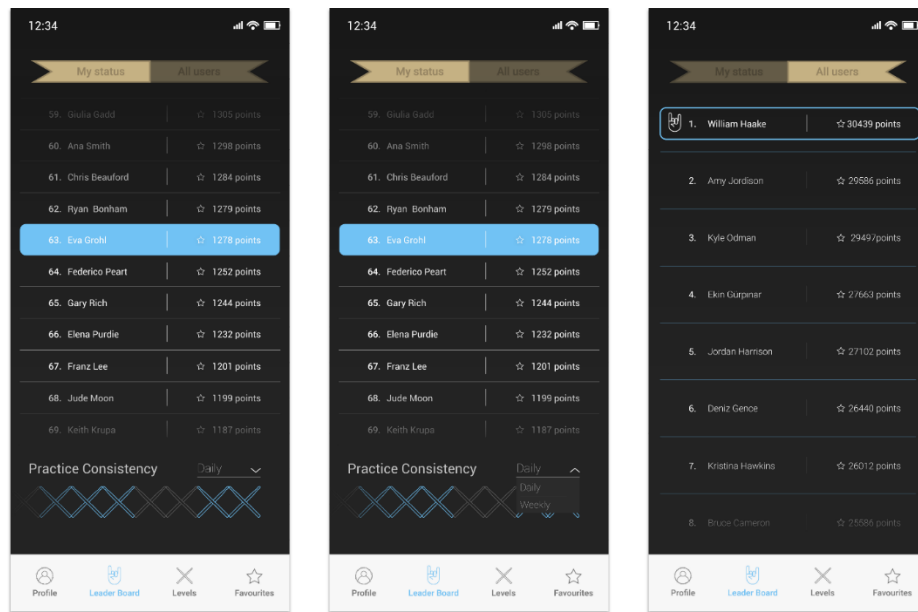 12:34
My status All users
59. Giulia Gadd 1305 points
60. Ana Smith 1298 points
61. Chris Beauford 1284 points
62. Ryan Bonham 1279 points
63. Eva Grohl 1278 points
64. Federico Peart 1252 points
65. Gary Rich 1244 points
66. Elena Purdie 1232 points
67. Franz Lee 1201 points
68. Jude Moon 1199 points
69. Keith Krupa 1187 points
Practice Consistency Daily
Profile Leader Board Levels Favourites
12:34
My status All users
59. Giulia Gadd 1305 points
60. Ana Smith 1298 points
61. Chris Beauford 1284 points
62. Ryan Bonham 1279 points
63. Eva Grohl 1278 points
64. Federico Peart 1252 points
65. Gary Rich 1244 points
66. Elena Purdie 1232 points
67. Franz Lee 1201 points
68. Jude Moon 1199 points
69. Keith Krupa 1187 points
Practice Consistency Daily
Daily
Weekly
Profile Leader Board Levels Favourites
12:34
My status All users
1. William Haake 30439 points
2. Amy Jordison 29586 points
3. Kyle Odman 29497points
4. Ekin Gürpınar 27663 points
5. Jordan Harrison 27102 points
6. Deniz Gence 26440 points
7. Kristina Hawkins 26012 points
8. Bruce Cameron 25586 points
Profile Leader Board Levels Favourites